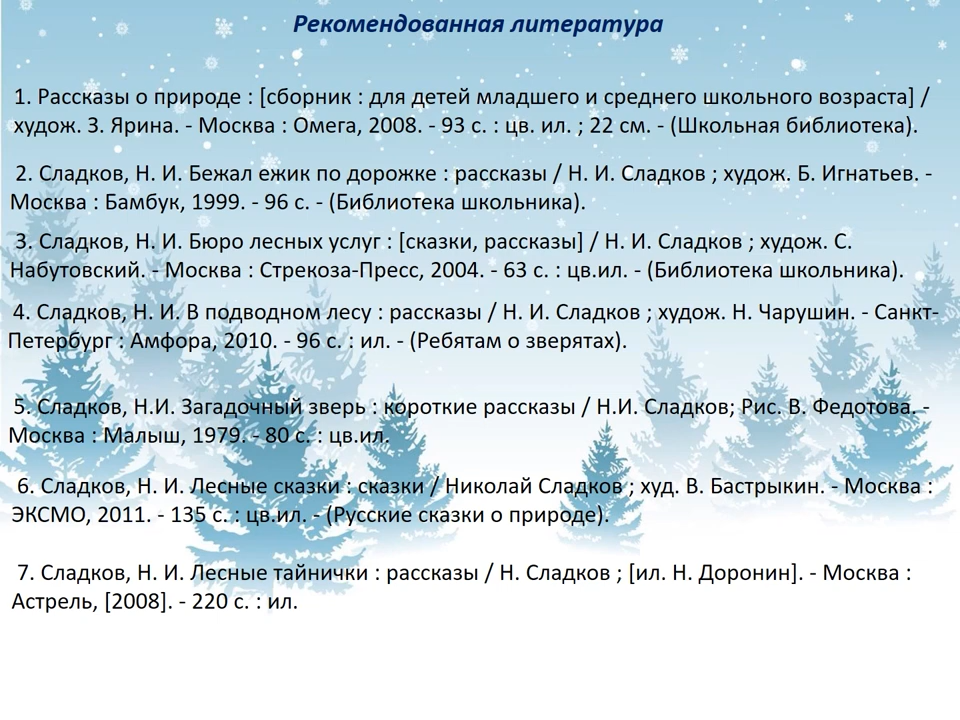 Рекомендованная литература
1. Рассказы о природе : [сборник : для детей младшего и среднего школьного возраста] /
худож. З. Ярина. - Москва : Омега, 2008. - 93 с. : цв. ил. ; 22 см. - (Школьная библиотека).
2. Сладков, Н. И. Бежал ежик по дорожке : рассказы / Н. И. Сладков ; худож. Б. Игнатьев. -
Москва : Бамбук, 1999. - 96 с. - (Библиотека школьника).
3. Сладков, Н. И. Бюро лесных услуг : [сказки, рассказы] / Н. И. Сладков ; худож. С.
Набутовский. - Москва : Стрекоза-Пресс, 2004. - 63 с. : цв.ил. - (Библиотека школьника).
4. Сладков, Н. И. В подводном лесу : рассказы / Н. И. Сладков ; худож. Н. Чарушин. - Санкт-
Петербург : Амфора, 2010. - 96 с. : ил. - (Ребятам о зверятах).
5. Сладков, Н.И. Загадочный зверь : короткие рассказы / Н.И. Сладков; Рис. В. Федотова. -
Москва : Малыш, 1979. - 80 с. : цв.ил.
6. Сладков, Н. И. Лесные сказки : сказки / Николай Сладков ; худ. В. Бастрыкин. - Москва :
ЭКСМО, 2011. - 135 с. : цв.ил. - (Русские сказки о природе).
7. Сладков, Н. И. Лесные тайнички : рассказы / Н. Сладков ; [ил. Н. Доронин]. - Москва :
Астрель, [2008]. - 220 с. : ил.